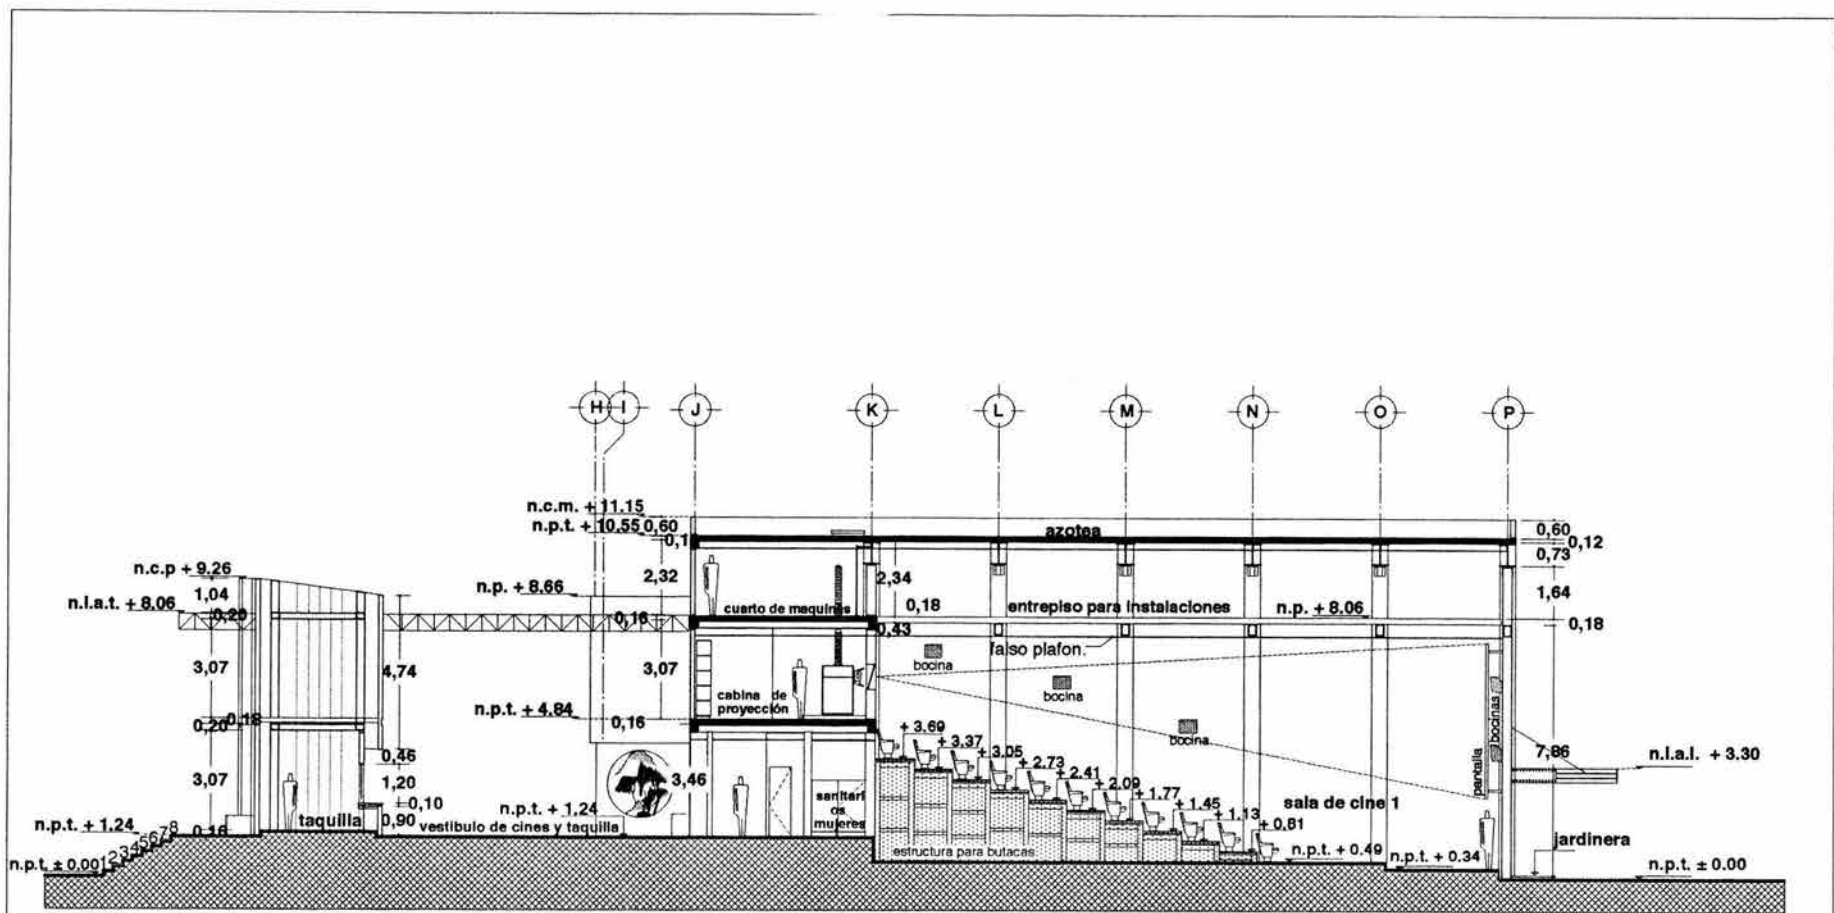 H I J K L M N O P
n.c.m. + 11.15
n.p.t. + 10.55 0,60
azotea
0,60
0,12
0,73
0,1
n.c.p + 9.26
1,04
n.p. + 8.66
2,32
2,34
1,64
n.l.a.t. + 8.06
0,20
cuarto de maquinas
0,18
entrepiso para instalaciones
n.p. + 8.06
0,16
0,43
0,18
falso plafon.
bocina
3,07
4,74
3,07
cabina de
proyección
bocina
bocina
pantalla
bocinas
0,18
0,20
n.p.t. + 4.84
0,16
+ 3.69
+ 3.37
+ 3.05
+ 2.73
+ 2.41
+ 2.09
+ 1.77
+ 1.45
+ 1.13
+ 0.81
7,86
n.l.a.l. + 3.30
0,46
3,07
1,20
3,46
0,10
0,90
sanitari
os
mujeres
sala de cine 1
n.p.t. + 1.24
0,16
taquilla
n.p.t. + 1,24
vestibulo de cines y taquilla
estructura para butacas.
n.p.t. + 0.49
n.p.t. + 0.34
jardinera
n.p.t. ± 0.00
12345678
n.p.t. ± 0.00